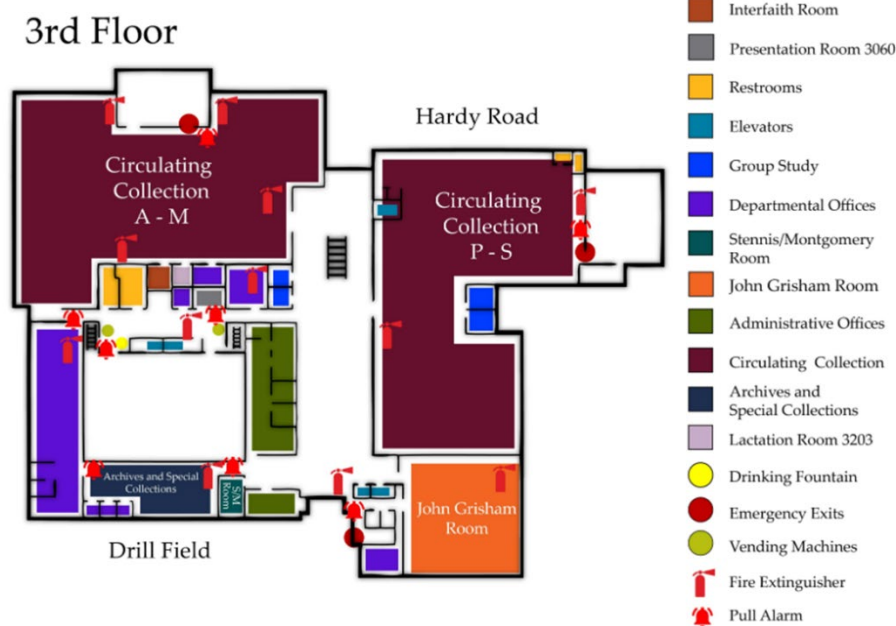 3rd Floor
Hardy Road
Circulating
Collection
A - M
Circulating
Collection
P - S
Archives and Special
Collections
S/M
Room
John Grisham
Room
Drill Field
Interfaith Room
Presentation Room 3060
Restrooms
Elevators
Group Study
Departmental Offices
Stennis/Montgomery
Room
John Grisham Room
Administrative Offices
Circulating Collection
Archives and
Special Collections
Lactation Room 3203
Drinking Fountain
Emergency Exits
Vending Machines
Fire Extinguisher
Pull Alarm